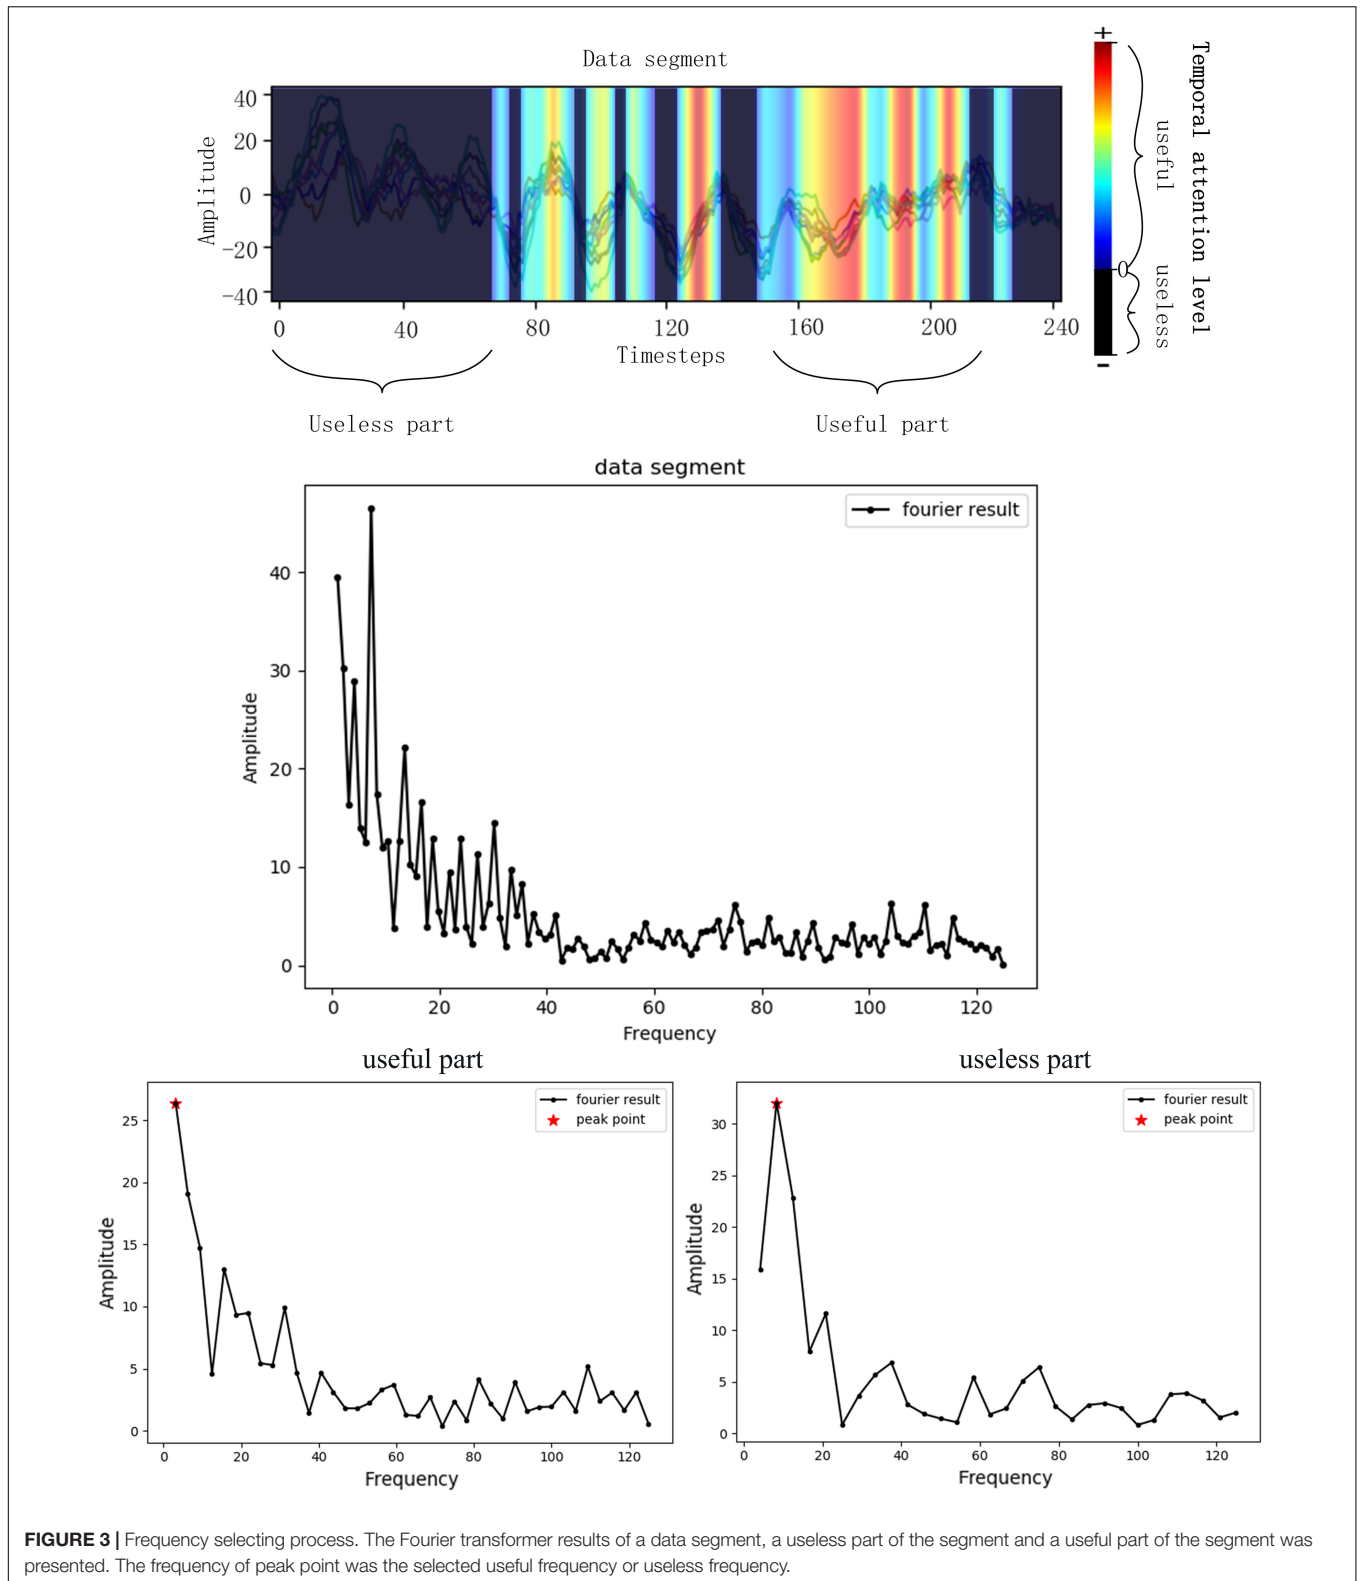 Data segment
Amplitude
40
20
0
−20
−40
0 40 80 120 160 200 240
Timesteps
Useless part
Useful part
+
0
−
useful
useless
Temporal attention level
data segment
fourier result
Amplitude
40
30
20
10
0
0 20 40 60 80 100 120
Frequency
useful part
fourier result
peak point
Amplitude
25
20
15
10
5
0
0 20 40 60 80 100 120
Frequency
useless part
fourier result
peak point
Amplitude
30
25
20
15
10
5
0
0 20 40 60 80 100 120
Frequency
FIGURE 3 | Frequency selecting process. The Fourier transformer results of a data segment, a useless part of the segment and a useful part of the segment was
presented. The frequency of peak point was the selected useful frequency or useless frequency.